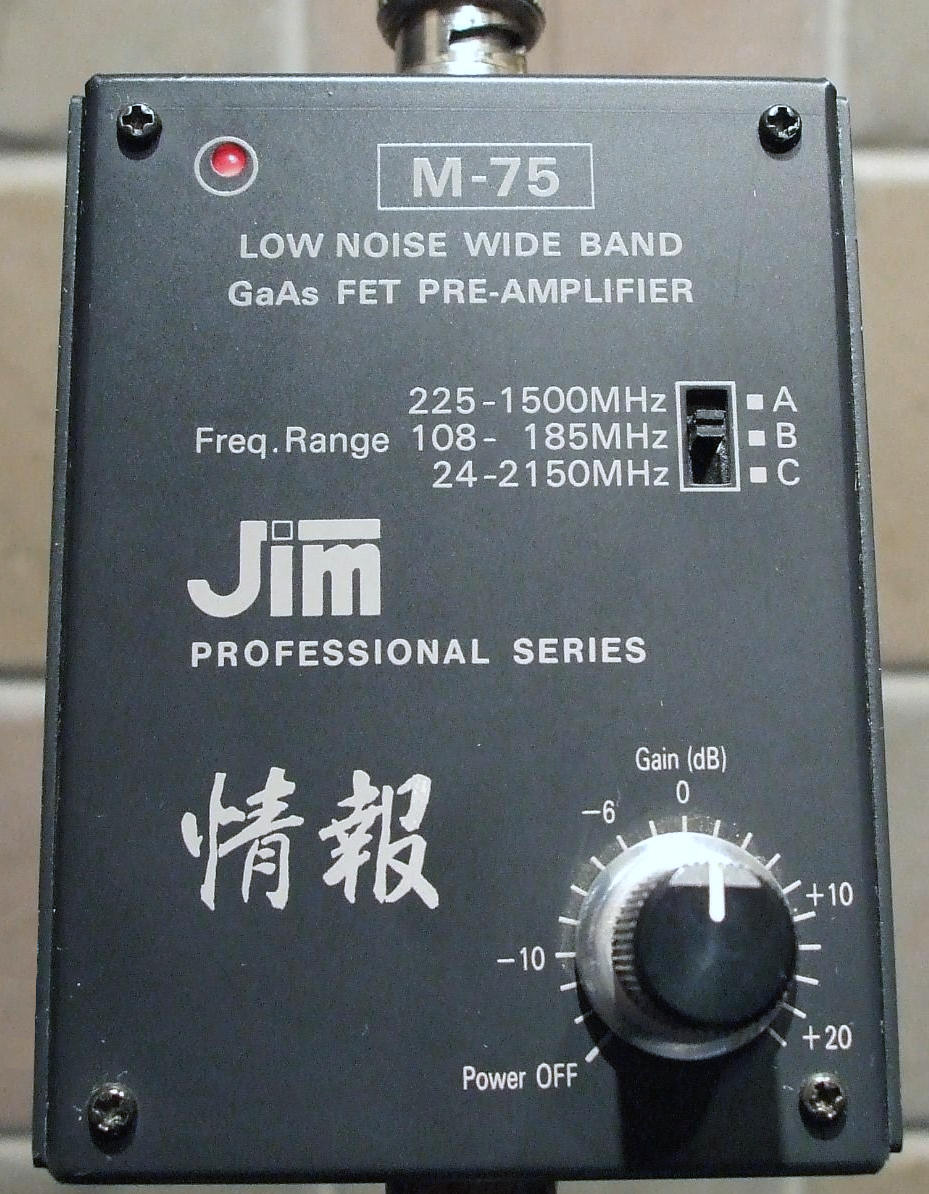 M-75
LOW NOISE WIDE BAND
GaAs FET PRE-AMPLIFIER
225-1500MHz A
Freq. Range 108- 185MHz B
24-2150MHz C
Jim
PROFESSIONAL SERIES
情報
Gain (dB)
0
-6
+10
-10
+20
Power OFF